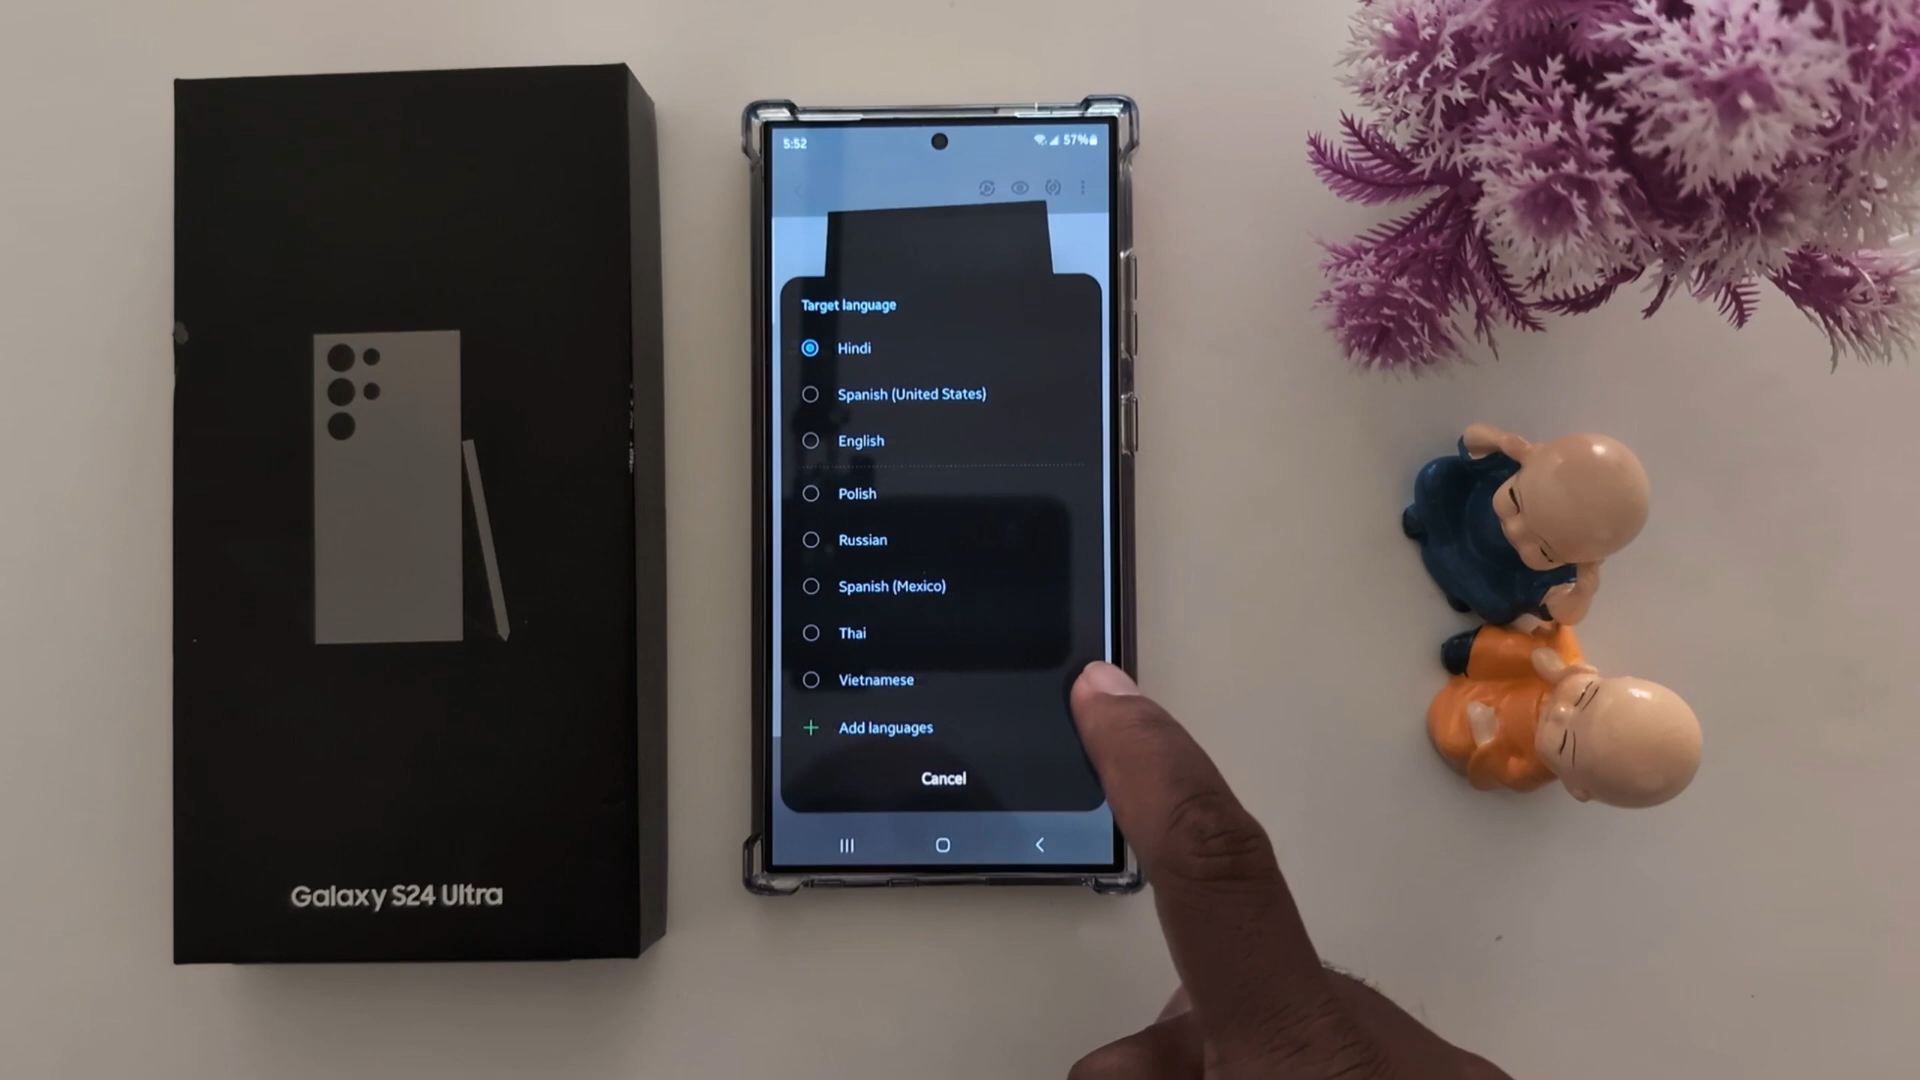 Galaxy S24 Ultra
5:52
57%
Target language
Hindi
Spanish (United States)
English
Polish
Russian
Spanish (Mexico)
Thai
Vietnamese
Add languages
Cancel